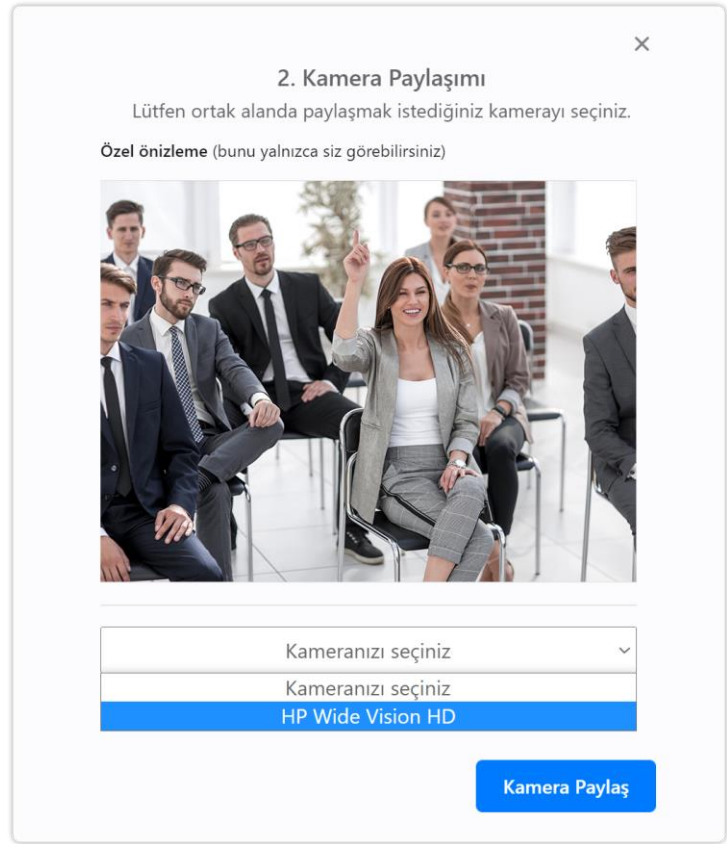 2. Kamera Paylaşımı
Lütfen ortak alanda paylaşmak istediğiniz kamerayı seçiniz.
Özel önizleme (bunu yalnızca siz görebilirsiniz)
Kameranızı seçiniz
Kameranızı seçiniz
HP Wide Vision HD
Kamera Paylaş